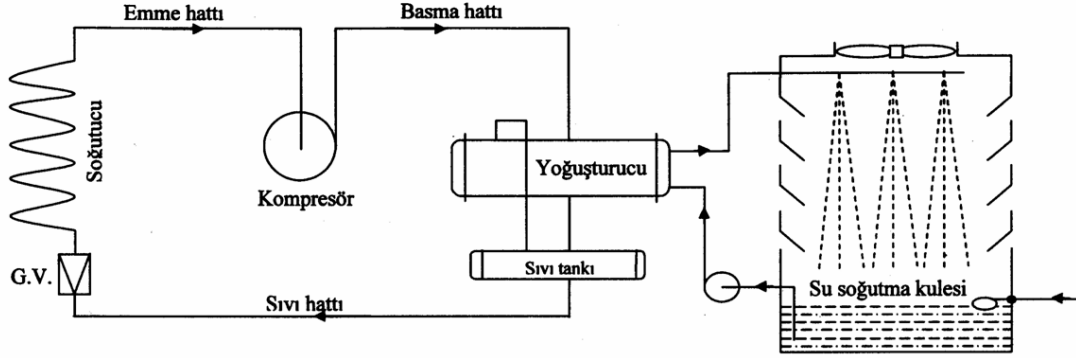 Emme hattı
Basma hattı
Soğutucu
Kompresör
Yoğuşturucu
G.V.
Sıvı tankı
Su soğutma kulesi
Sıvı hattı